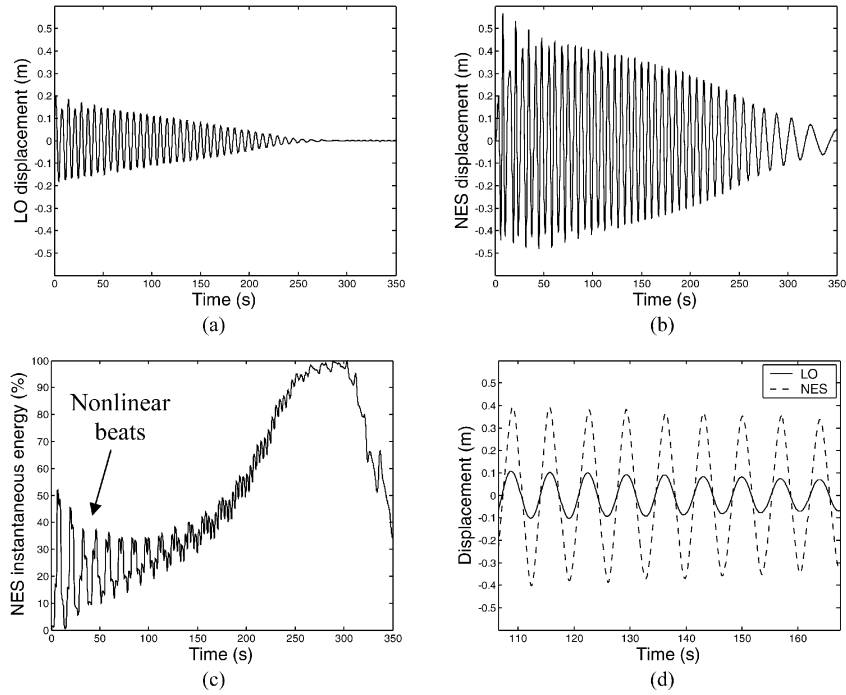 0.5
0.4
0.3
0.2
0.1
0
-0.1
-0.2
-0.3
-0.4
-0.5
LO displacement (m)
0 50 100 150 200 250 300 350
Time (s)
(a)
0.5
0.4
0.3
0.2
0.1
0
-0.1
-0.2
-0.3
-0.4
-0.5
NES displacement (m)
0 50 100 150 200 250 300 350
Time (s)
(b)
100
90
80
70
60
50
40
30
20
10
0
NES instantaneous energy (%)
Nonlinear
beats
0 50 100 150 200 250 300 350
Time (s)
(c)
0.5
0.4
0.3
0.2
0.1
0
-0.1
-0.2
-0.3
-0.4
-0.5
Displacement (m)
LO
NES
110 120 130 140 150 160
Time (s)
(d)